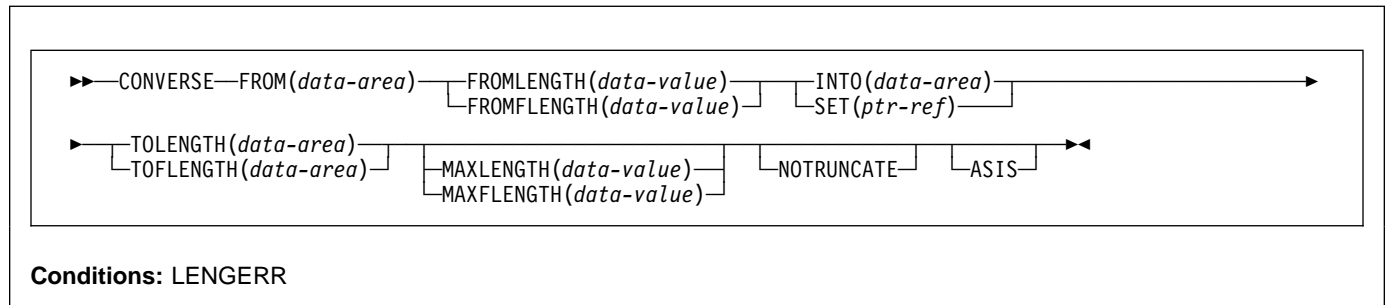 CONVERSE FROM(data-area) FROMLENGTH(data-value) INTO(data-area)
FROMFLENGTH(data-value) SET(ptr-ref)
TOLENGTH(data-area)
TOFLENGTH(data-area) MAXLENGTH(data-value) NOTRUNCATE ASIS
MAXFLENGTH(data-value)
Conditions: LENGERR